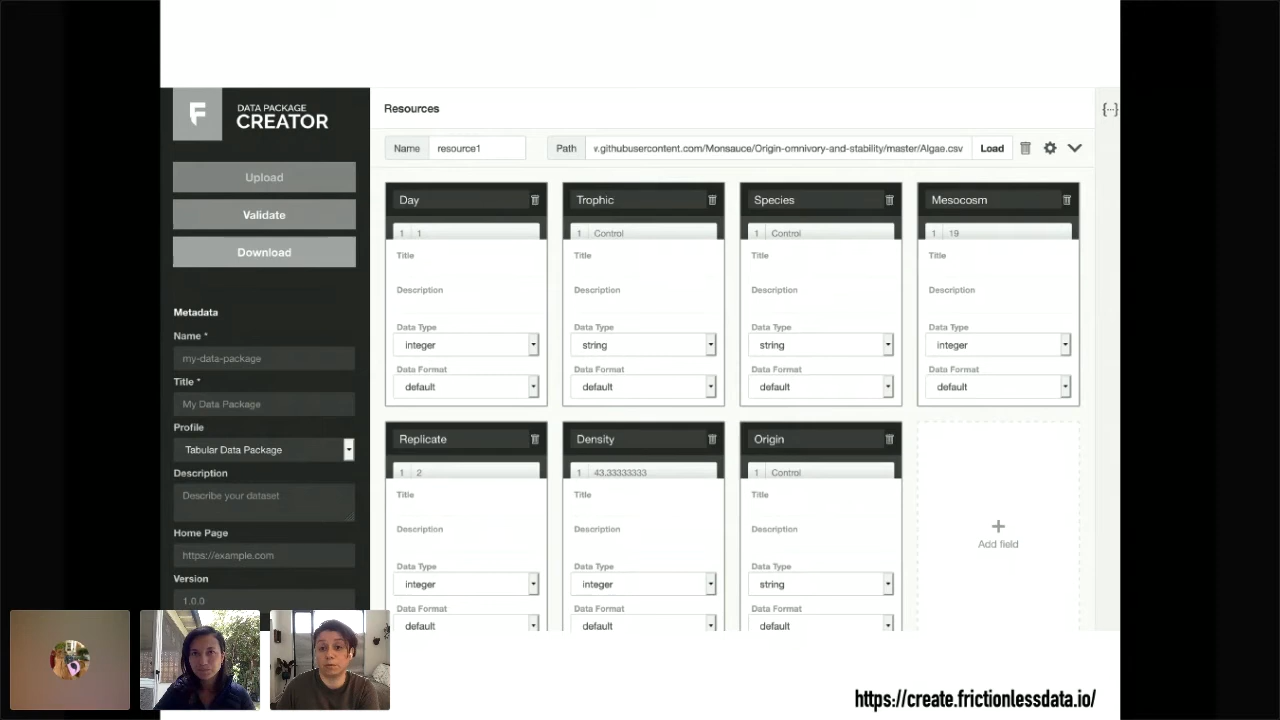 DATA PACKAGE
CREATOR
Upload
Validate
Download
Metadata
Name *
my-data-package
Title *
My Data Package
Profile
Tabular Data Package
Description
Describe your dataset
Home Page
https://example.com
Version
1.0.0
Resources
{...}
Name resource1 Path v.githubusercontent.com/Monsauce/Origin-omnivory-and-stability/master/Algae.csv Load
Day Trophic Species Mesocosm
1 1 1 Control 1 Control 1 19
Title Title Title Title
Description Description Description Description
Data Type Data Type Data Type Data Type
integer string string integer
Data Format Data Format Data Format Data Format
default default default default
Replicate Density Origin
1 2 1 43.33333333 1 Control
Title Title Title
Description Description Description
+
Add field
Data Type Data Type Data Type
integer integer string
Data Format Data Format Data Format
default default default
https://create.frictionlessdata.io/